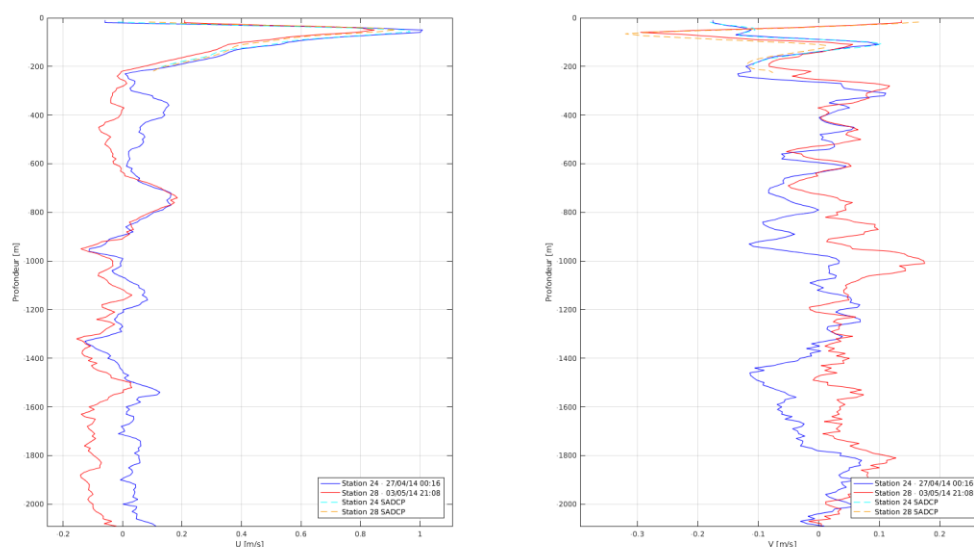 0
200
400
600
800
1000
1200
1400
1600
1800
2000
Profondeur [m]
-0.2 0 0.2 0.4 0.6 0.8 1
U [m/s]
Station 24 - 27/04/14 00:16
Station 28 - 03/05/14 21:08
Station 24 SADCP
Station 28 SADCP
0
200
400
600
800
1000
1200
1400
1600
1800
2000
Profondeur [m]
-0.3 -0.2 -0.1 0 0.1 0.2
V [m/s]
Station 24 - 27/04/14 00:16
Station 28 - 03/05/14 21:08
Station 24 SADCP
Station 28 SADCP